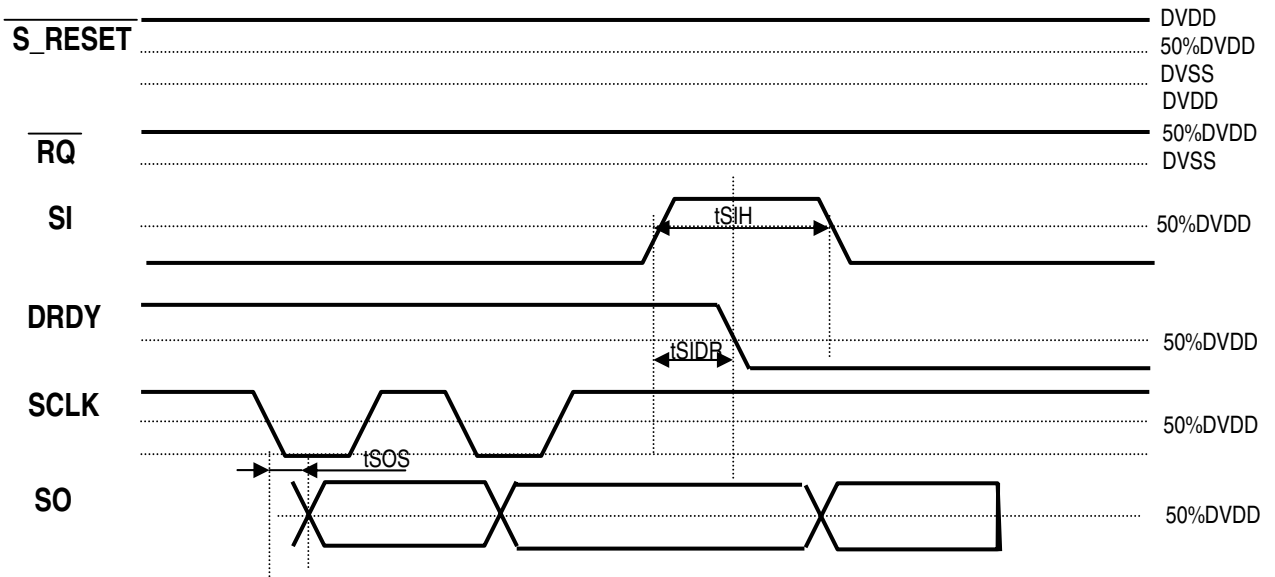 S_RESET
DVDD
50%DVDD
DVSS
DVDD
RQ
50%DVDD
DVSS
SI
tSIH
50%DVDD
DRDY
tSIDR
50%DVDD
SCLK
50%DVDD
tSOS
SO
50%DVDD